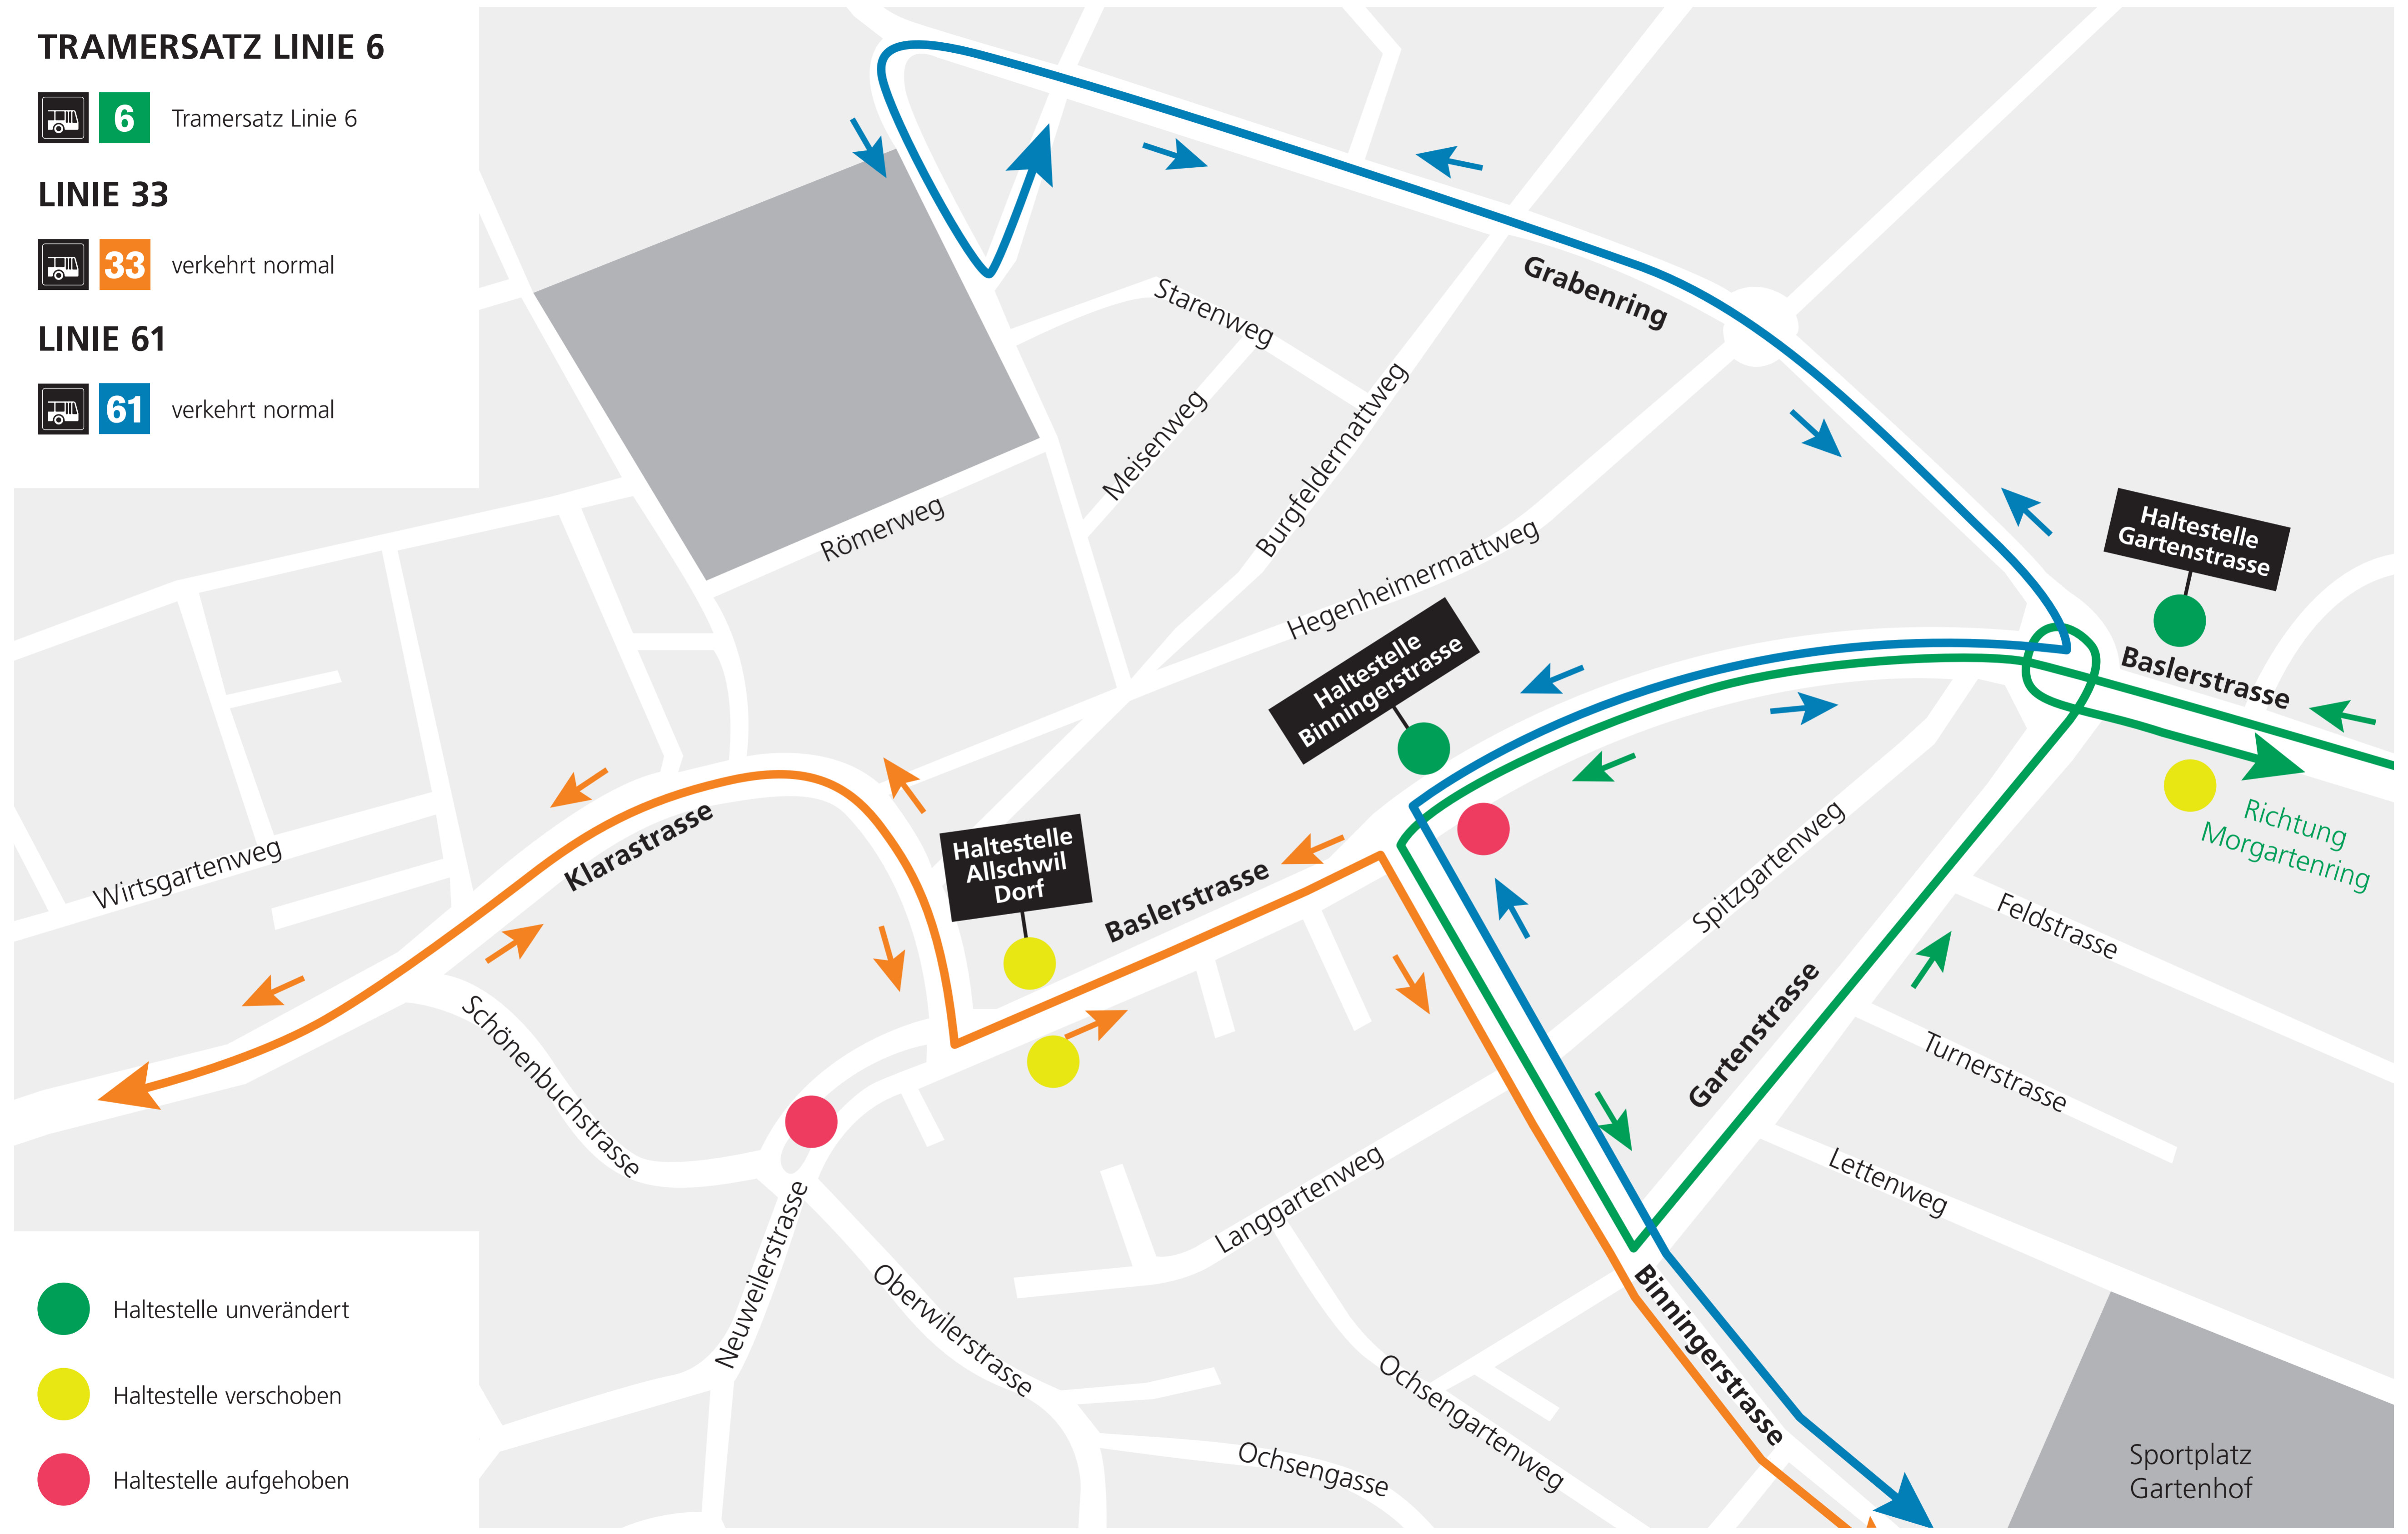 TRAMERSATZ LINIE 6
6 Tramersatz Linie 6
LINIE 33
33 verkehrt normal
LINIE 61
61 verkehrt normal
Grabenring
Starenweg
Meisenweg
Burgfeldermattweg
Römerweg
Hegenheimermattweg
Haltestelle
Gartenstrasse
Baslerstrasse
Haltestelle
Binningerstrasse
Richtung
Morgartenring
Klarastrasse
Wirtsgartenweg
Haltestelle
Allschwil
Dorf
Baslerstrasse
Spitzgartenweg
Feldstrasse
Gartenstrasse
Turnerstrasse
Schönenbuchstrasse
Lettenweg
Langgartenweg
Neuweilerstrasse
Oberwilerstrasse
Binningerstrasse
Ochsengartenweg
Ochsengasse
Sportplatz
Gartenhof
Haltestelle unverändert
Haltestelle verschoben
Haltestelle aufgehoben